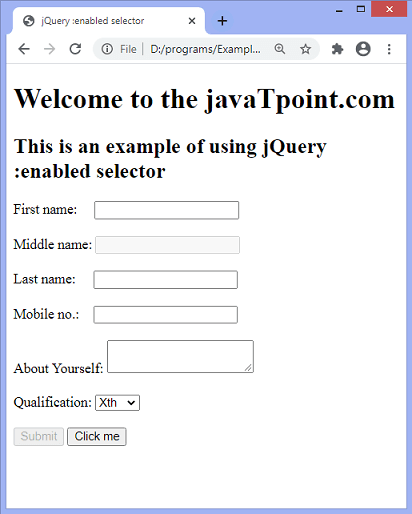 jQuery :enabled selector
File | D:/programs/Exampl...
Welcome to the javaTpoint.com
This is an example of using jQuery
:enabled selector
First name:
Middle name:
Last name:
Mobile no.:
About Yourself:
Qualification: Xth
Submit Click me